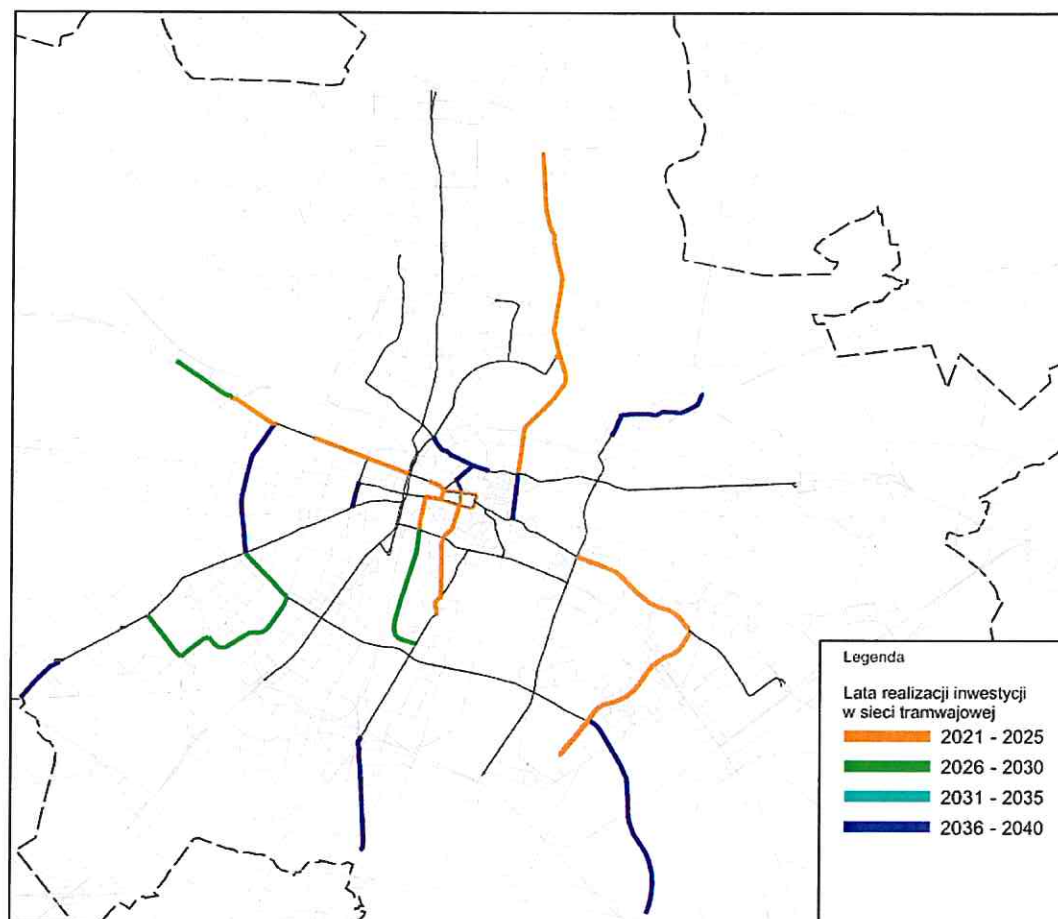 Legenda
Lata realizacji inwestycji
w sieci tramwajowej
2021 - 2025
2026 - 2030
2031 - 2035
2036 - 2040